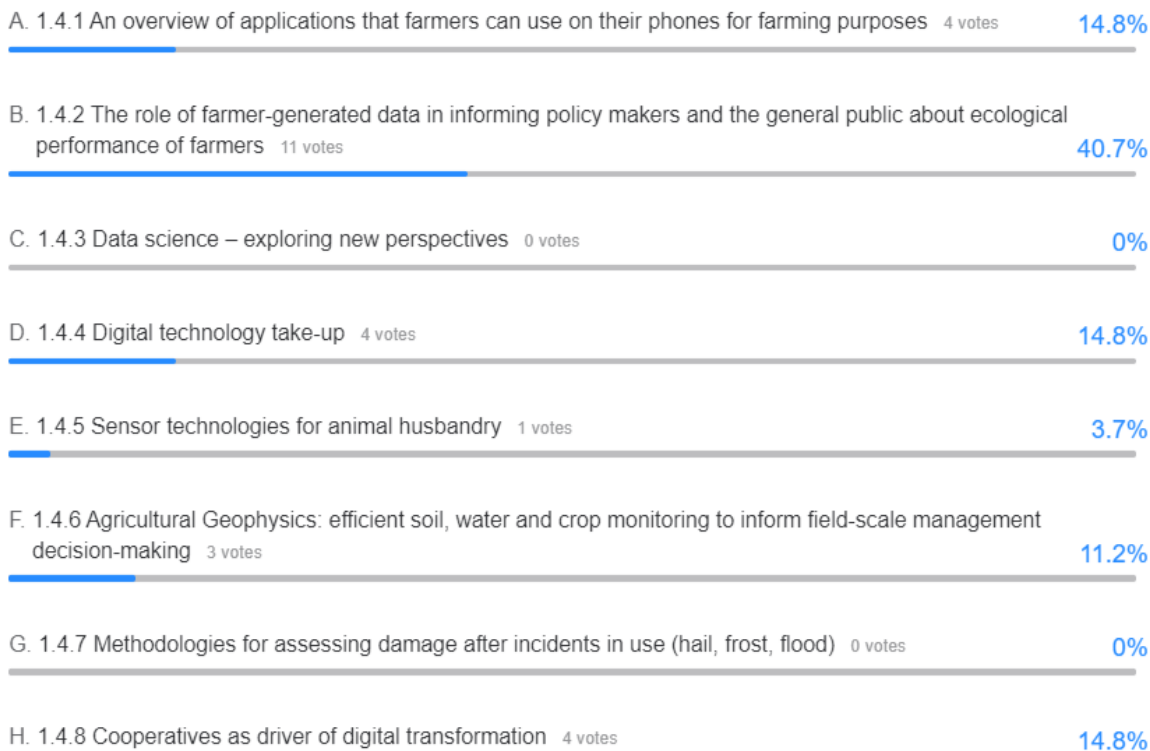 A. 1.4.1 An overview of applications that farmers can use on their phones for farming purposes 4 votes 14.8%
B. 1.4.2 The role of farmer-generated data in informing policy makers and the general public about ecological
performance of farmers 11 votes 40.7%
C. 1.4.3 Data science – exploring new perspectives 0 votes 0%
D. 1.4.4 Digital technology take-up 4 votes 14.8%
E. 1.4.5 Sensor technologies for animal husbandry 1 votes 3.7%
F. 1.4.6 Agricultural Geophysics: efficient soil, water and crop monitoring to inform field-scale management
decision-making 3 votes 11.2%
G. 1.4.7 Methodologies for assessing damage after incidents in use (hail, frost, flood) 0 votes 0%
H. 1.4.8 Cooperatives as driver of digital transformation 4 votes 14.8%